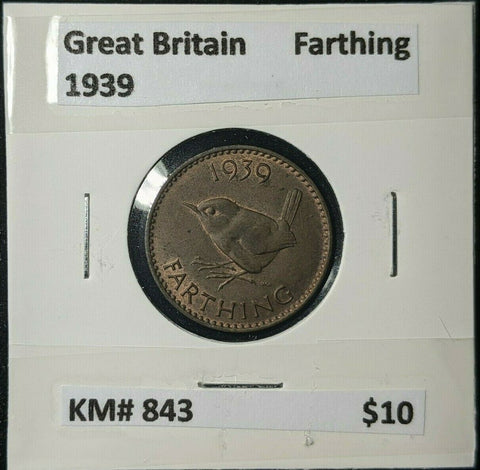 Great Britain Farthing
1939
1939
FARTHING
KM# 843 $10